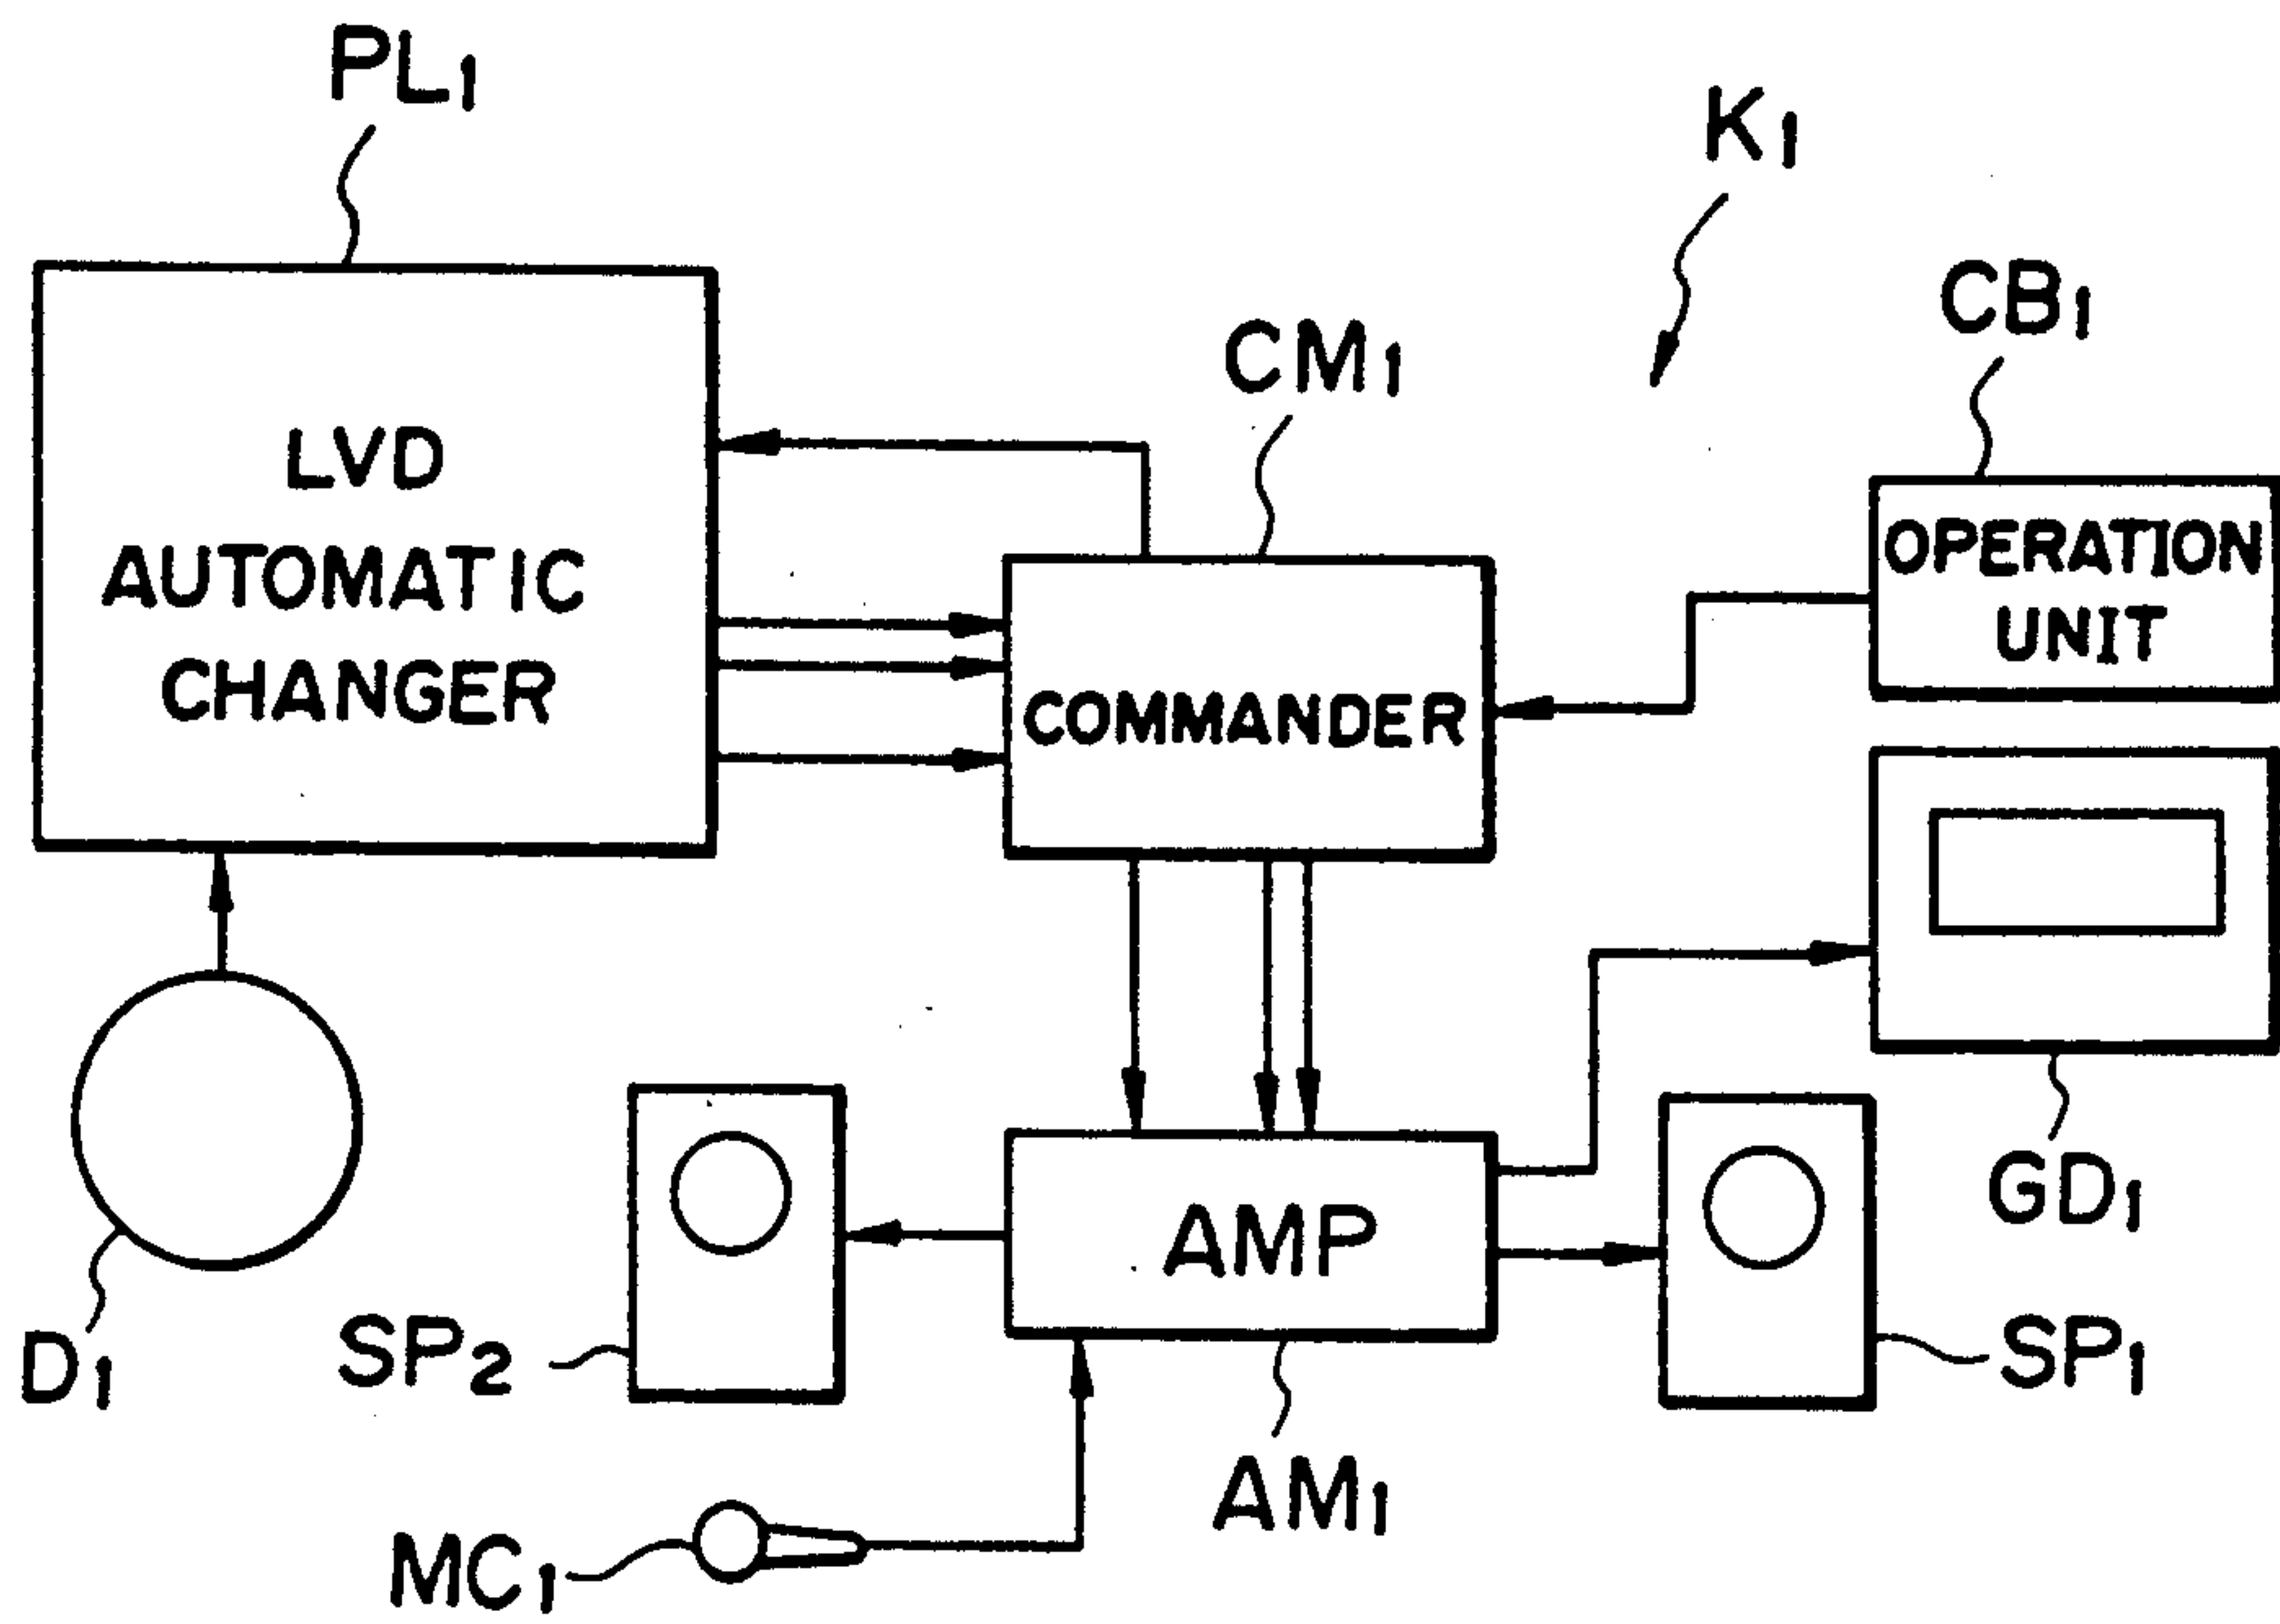 PL1
K1
CB1
CM1
LVD
AUTOMATIC
CHANGER
OPERATION
UNIT
COMMANDER
GD1
AMP
D1
SP2
SP1
AM1
MC1